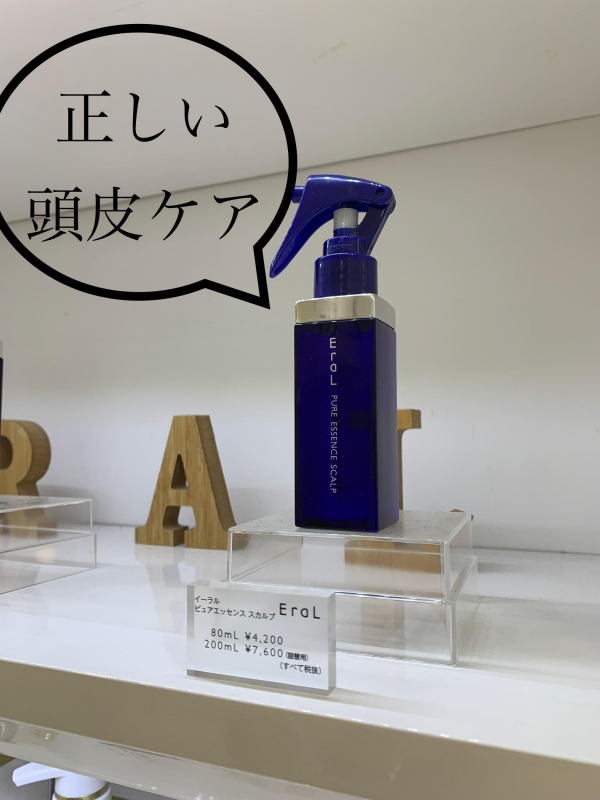 正しい
頭皮ケア
EraL PURE ESSENCE SCALP
R A
イーラル
ピュアエッセンス スカルプ EraL
80mL ¥4,200
200mL ¥7,600(詰替用)
(すべて税抜)